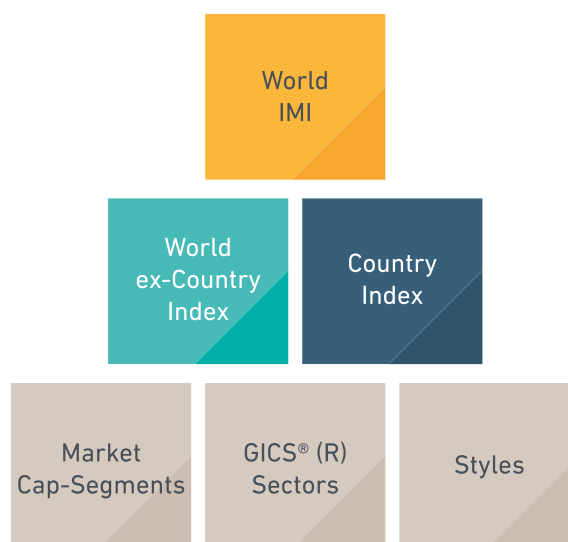 World
IMI
World
ex-Country
Index
Country
Index
Market
Cap-Segments
GICS® (R)
Sectors
Styles